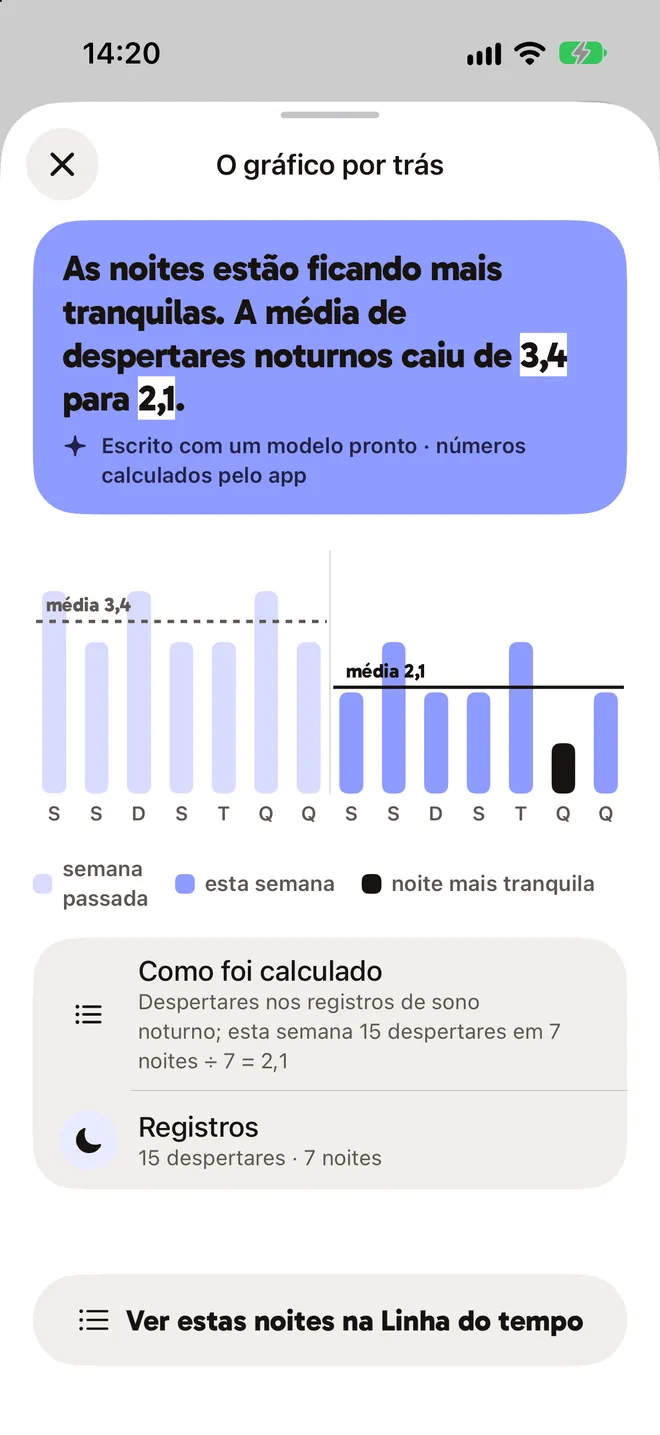 14:20
O gráfico por trás
As noites estão ficando mais
tranquilas. A média de
despertares noturnos caiu de 3,4
para 2,1.
Escrito com um modelo pronto · números
calculados pelo app
média 3,4
média 2,1
S S D S T Q Q S S D S T Q Q
semana
passada
esta semana
noite mais tranquila
Como foi calculado
Despertares nos registros de sono
noturno; esta semana 15 despertares em 7
noites ÷ 7 = 2,1
Registros
15 despertares · 7 noites
Ver estas noites na Linha do tempo